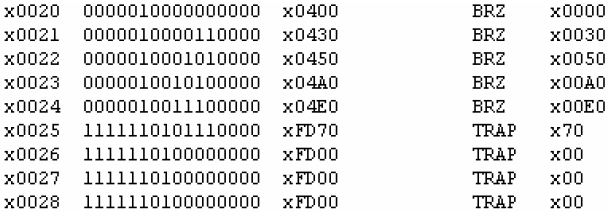 x0020 0000010000000000 x0400 BRZ x0000
x0021 0000010000110000 x0430 BRZ x0030
x0022 0000010001010000 x0450 BRZ x0050
x0023 0000010010100000 x04A0 BRZ x00A0
x0024 0000010011100000 x04E0 BRZ x00E0
x0025 1111110101110000 xFD70 TRAP x70
x0026 1111110100000000 xFD00 TRAP x00
x0027 1111110100000000 xFD00 TRAP x00
x0028 1111110100000000 xFD00 TRAP x00